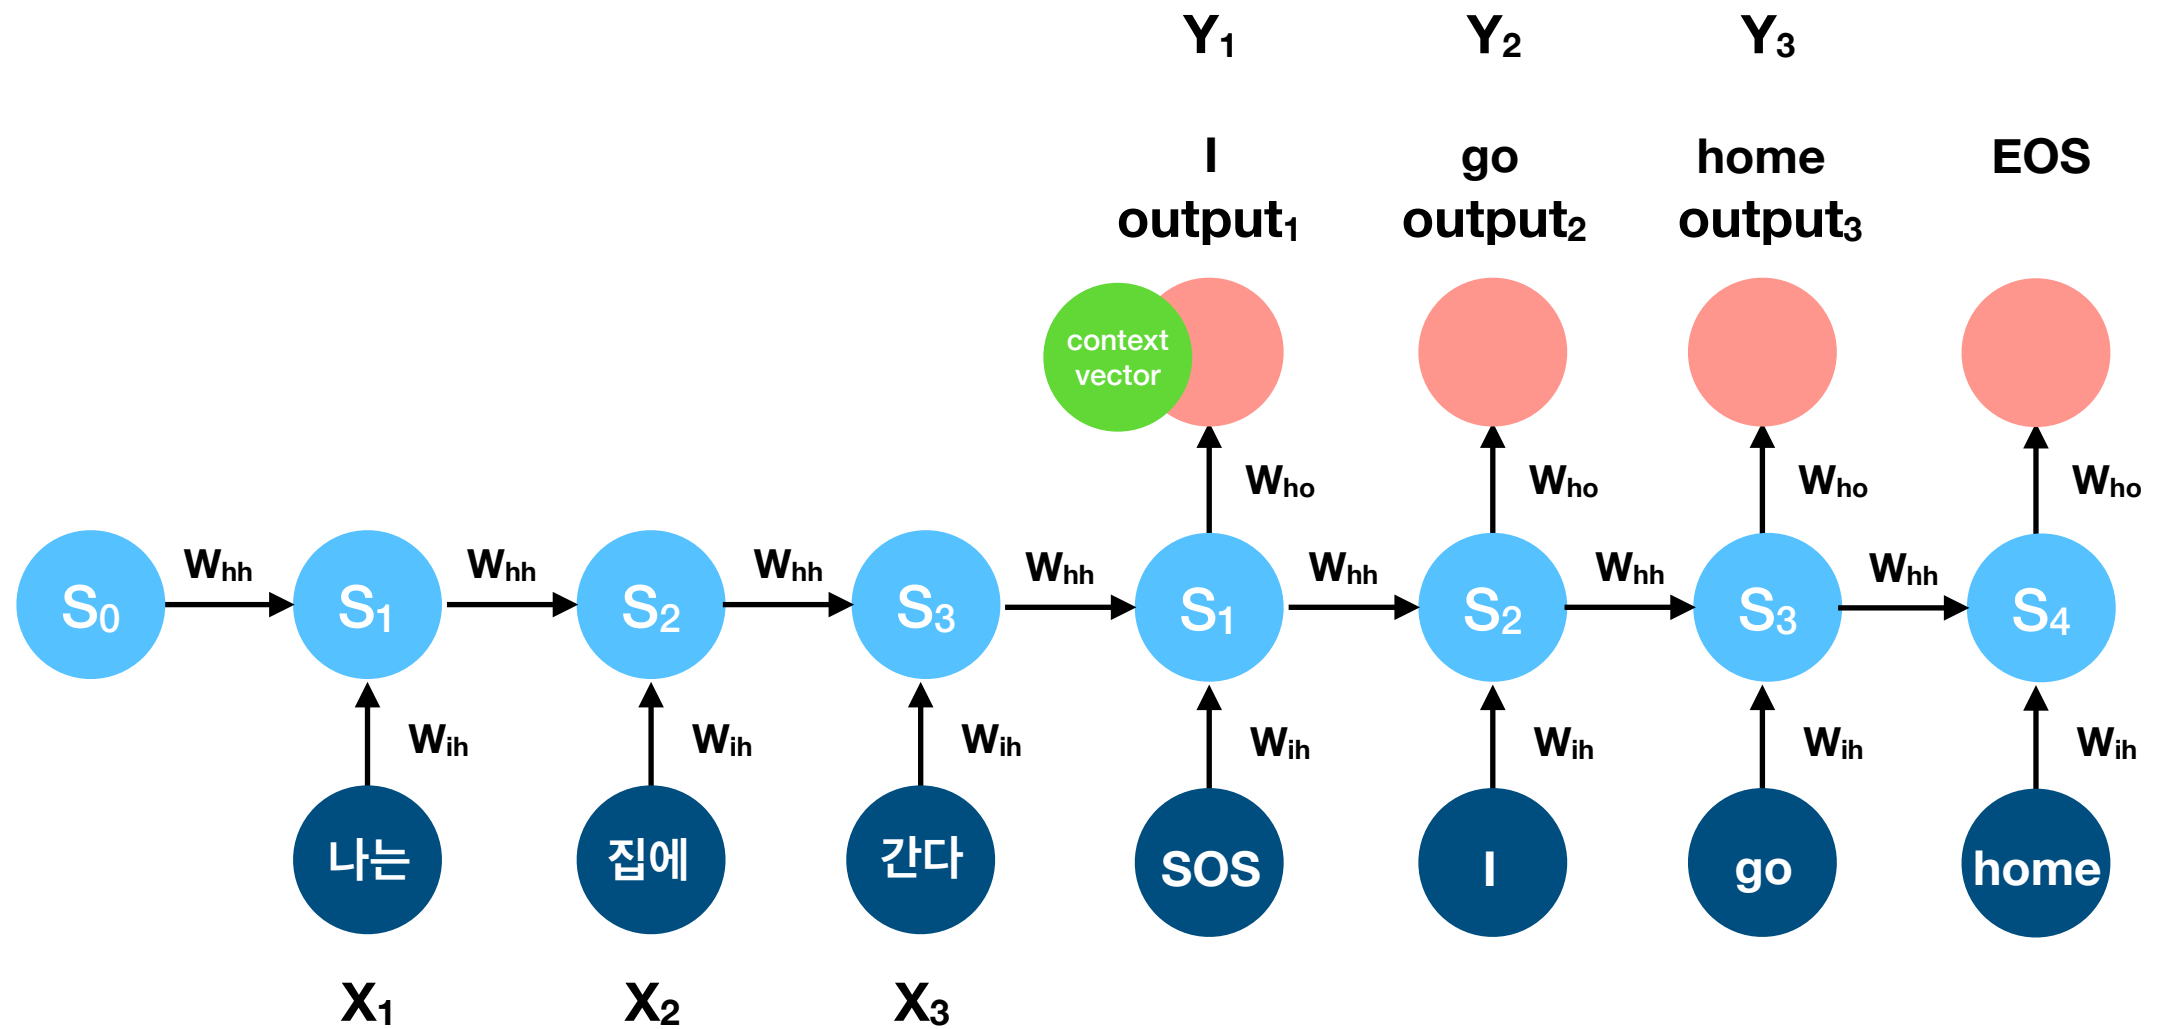 Y₁ Y₂ Y₃
I go home EOS
output₁ output₂ output₃
context
vector
Who Who Who Who
Whh Whh Whh Whh Whh Whh Whh
S₀ S₁ S₂ S₃ S₁ S₂ S₃ S₄
Wih Wih Wih Wih Wih Wih Wih
나는 집에 간다 SOS I go home
X₁ X₂ X₃